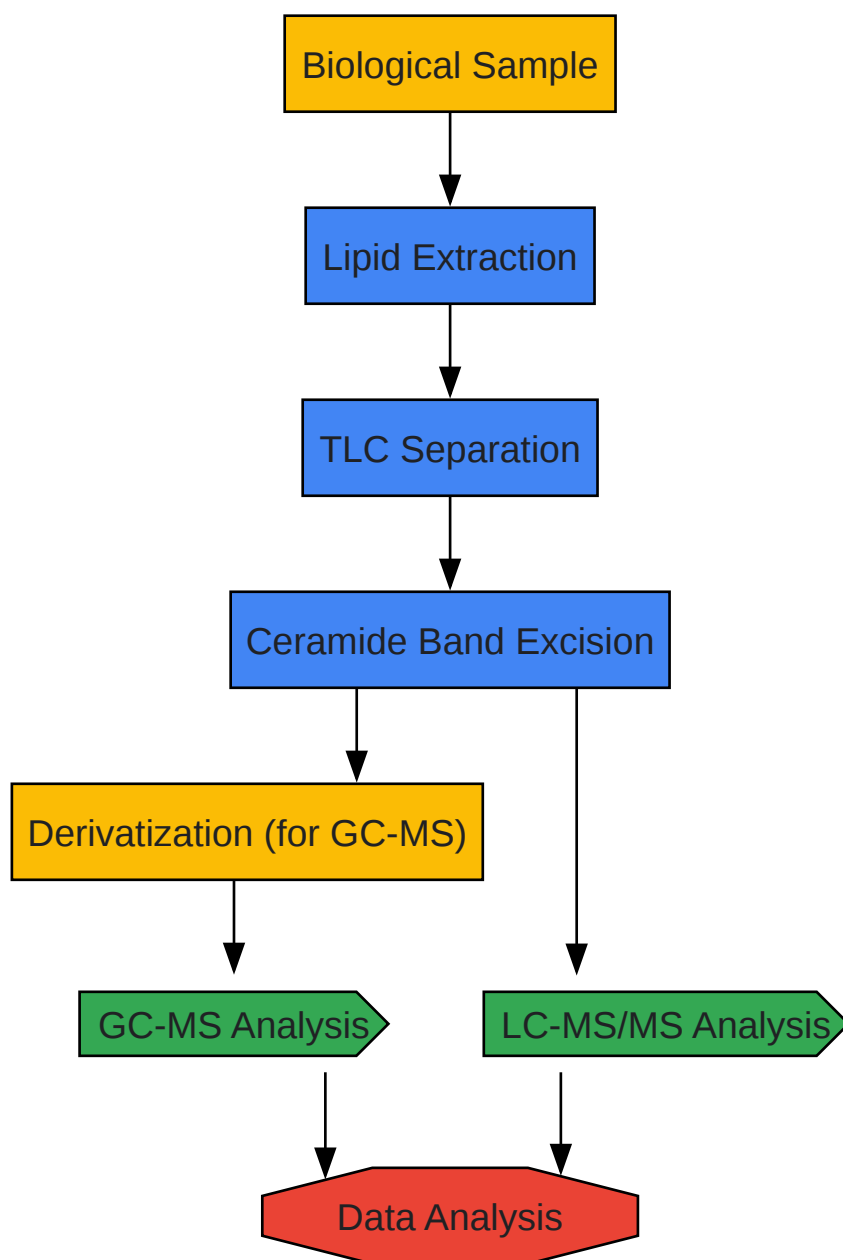 Biological Sample
Lipid Extraction
TLC Separation
Ceramide Band Excision
Derivatization (for GC-MS)
GC-MS Analysis
LC-MS/MS Analysis
Data Analysis